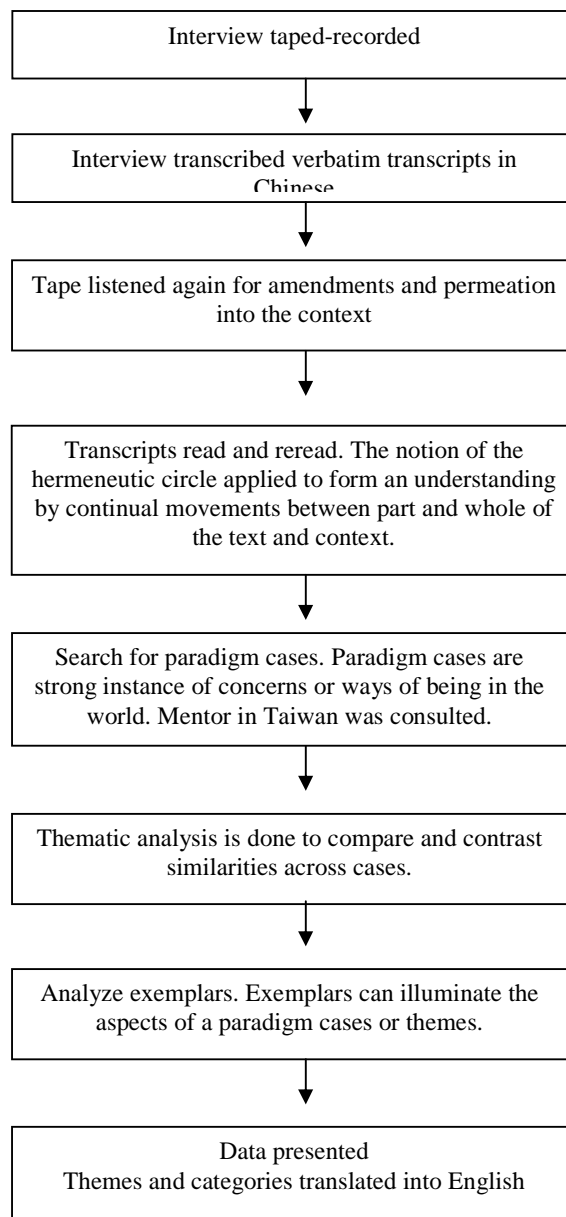 Interview taped-recorded
Interview transcribed verbatim transcripts in
Chinese
Tape listened again for amendments and permeation
into the context
Transcripts read and reread. The notion of the
hermeneutic circle applied to form an understanding
by continual movements between part and whole of
the text and context.
Search for paradigm cases. Paradigm cases are
strong instance of concerns or ways of being in the
world. Mentor in Taiwan was consulted.
Thematic analysis is done to compare and contrast
similarities across cases.
Analyze exemplars. Exemplars can illuminate the
aspects of a paradigm cases or themes.
Data presented
Themes and categories translated into English